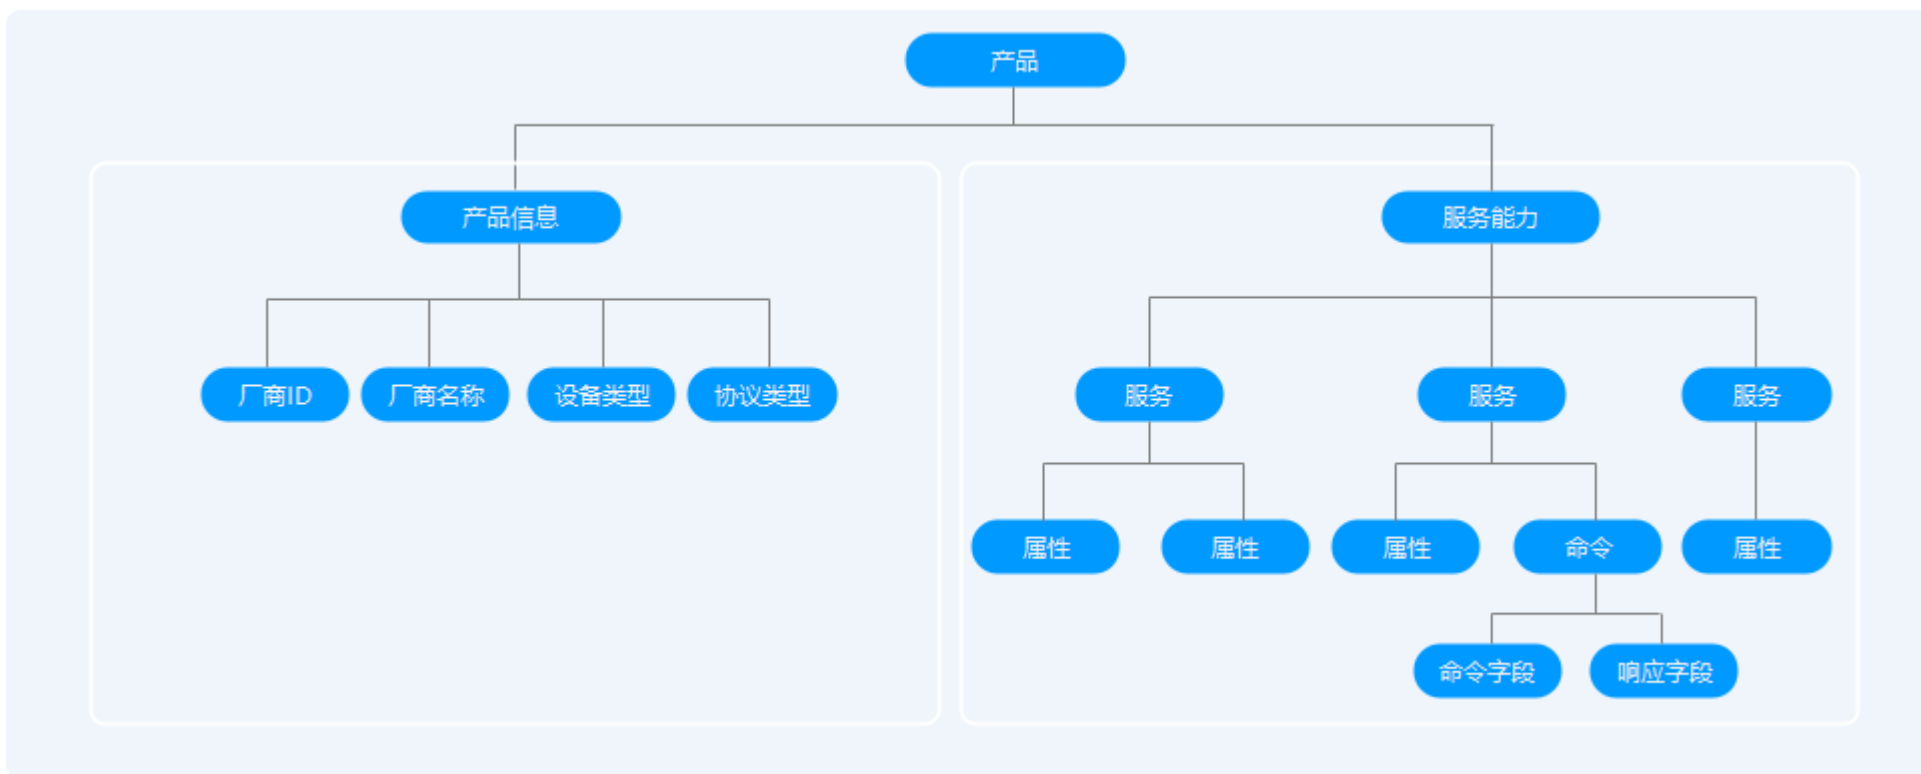 产品
产品信息
服务能力
厂商ID
厂商名称
设备类型
协议类型
服务
服务
服务
属性
属性
属性
命令
属性
命令字段
响应字段